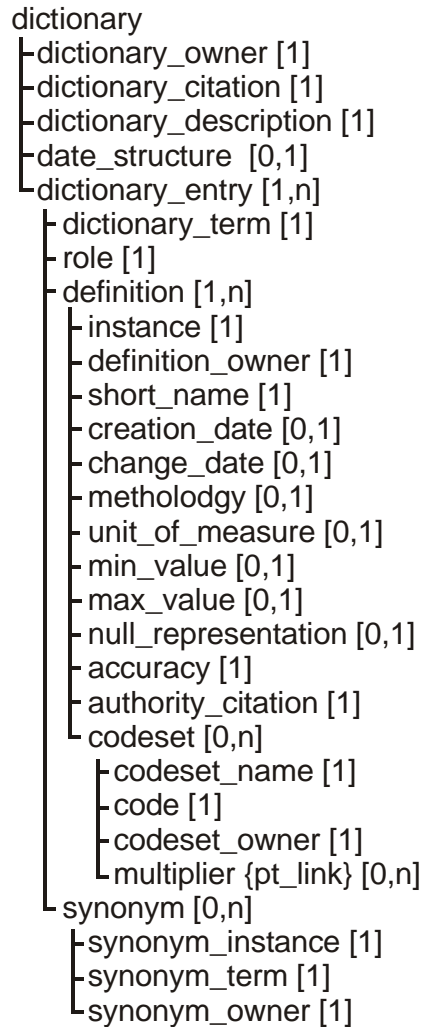 dictionary
dictionary_owner [1]
dictionary_citation [1]
dictionary_description [1]
date_structure [0,1]
dictionary_entry [1,n]
dictionary_term [1]
role [1]
definition [1,n]
instance [1]
definition_owner [1]
short_name [1]
creation_date [0,1]
change_date [0,1]
metholodgy [0,1]
unit_of_measure [0,1]
min_value [0,1]
max_value [0,1]
null_representation [0,1]
accuracy [1]
authority_citation [1]
codeset [0,n]
codeset_name [1]
code [1]
codeset_owner [1]
multiplier {pt_link} [0,n]
synonym [0,n]
synonym_instance [1]
synonym_term [1]
synonym_owner [1]